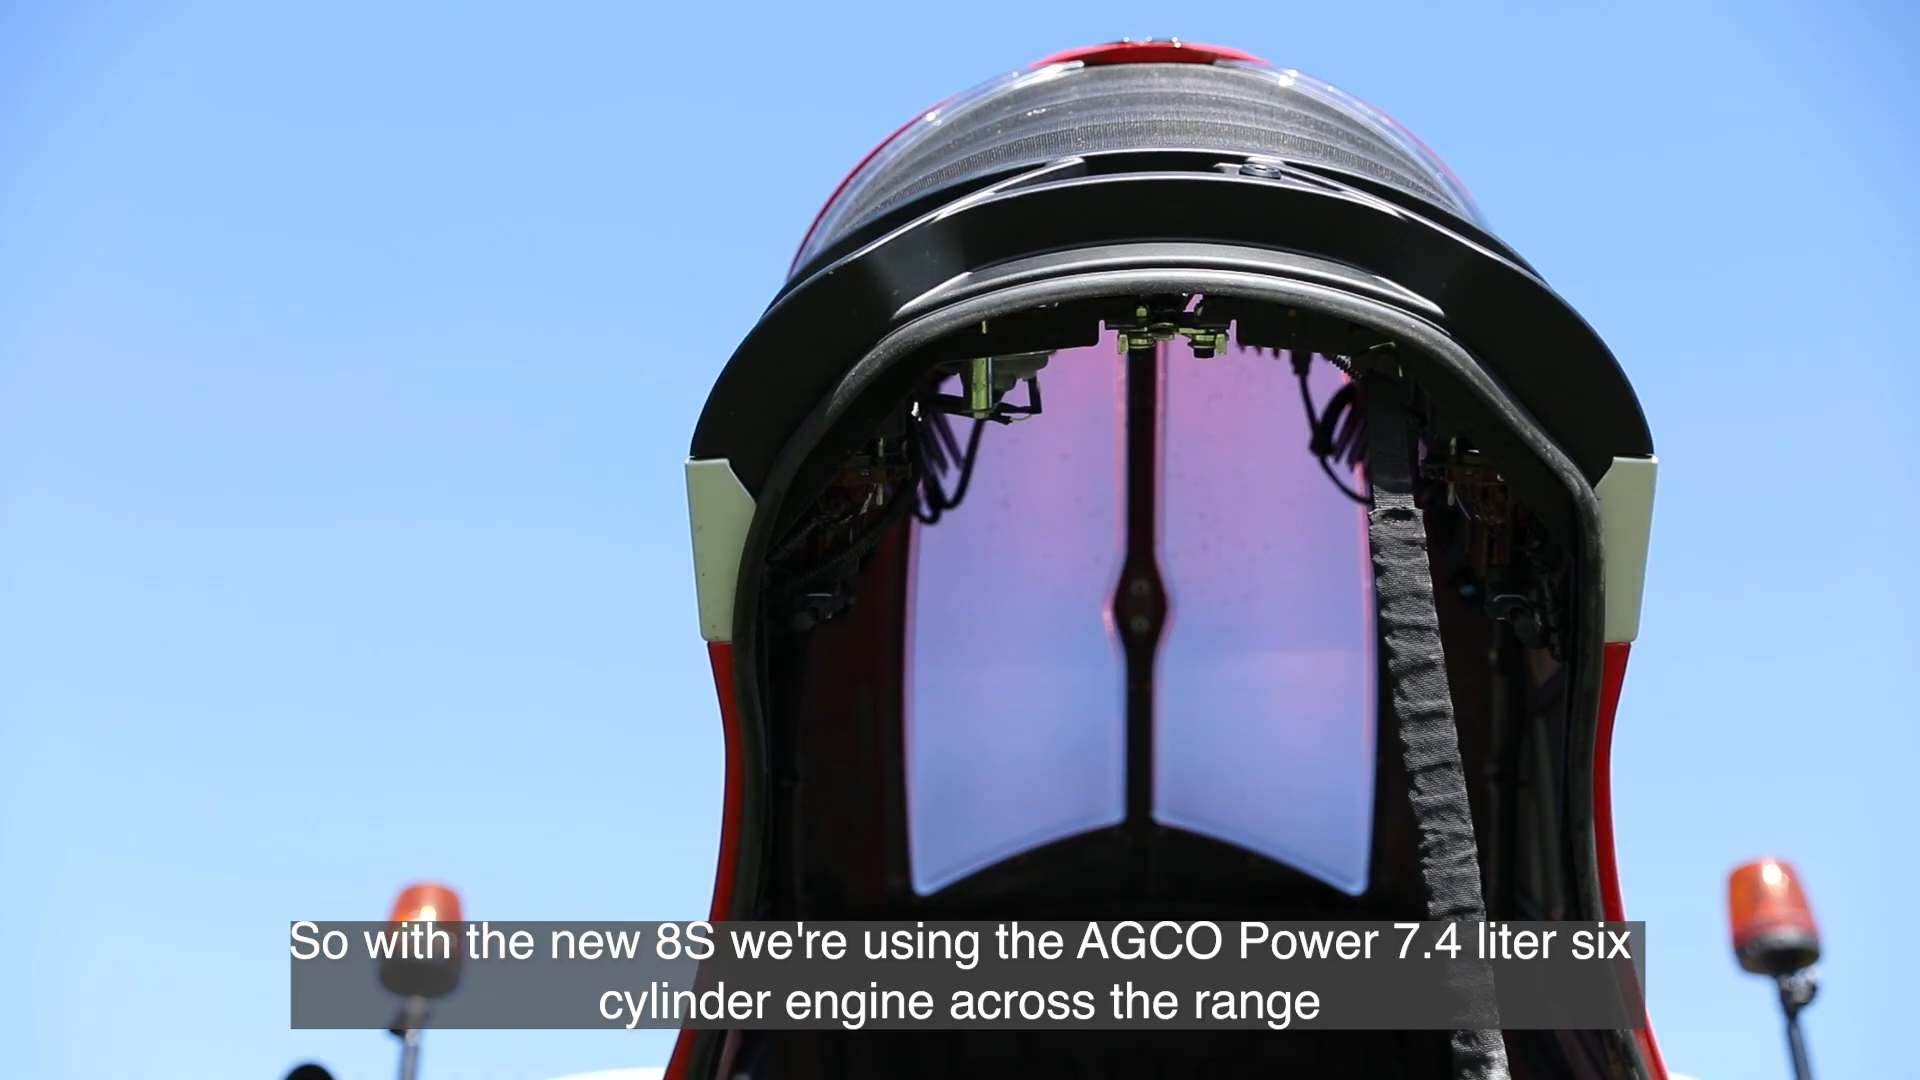 So with the new 8S we're using the AGCO Power 7.4 liter six
cylinder engine across the range